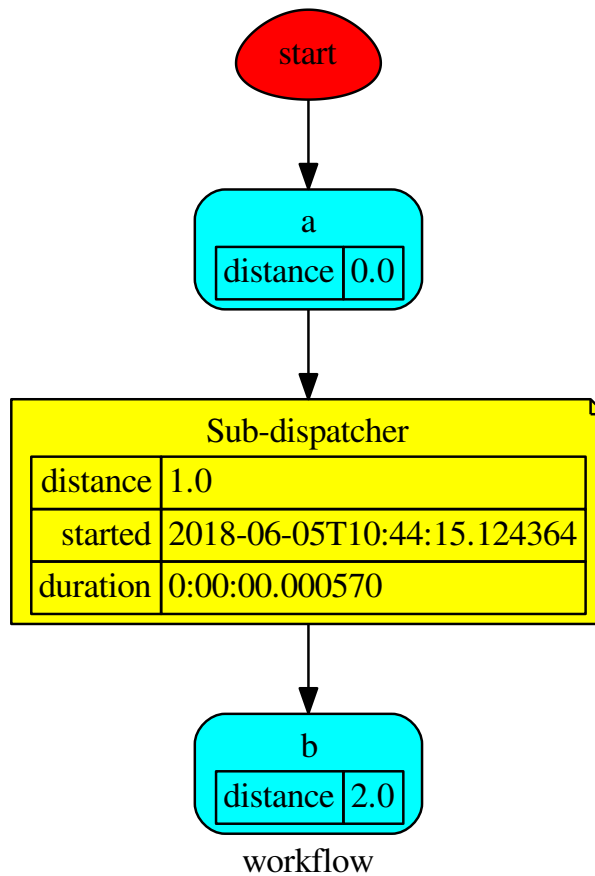 start
a
distance 0.0
Sub-dispatcher
distance 1.0
started 2018-06-05T10:44:15.124364
duration 0:00:00.000570
b
distance 2.0
workflow